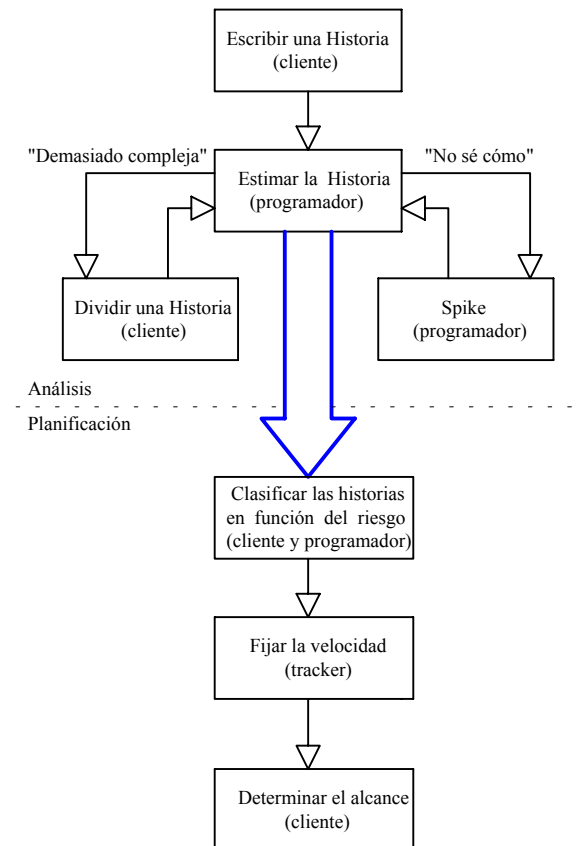 Escribir una Historia
(cliente)
"Demasiado compleja"
"No sé cómo"
Estimar la Historia
(programador)
Dividir una Historia
(cliente)
Spike
(programador)
Análisis
Planificación
Clasificar las historias
en función del riesgo
(cliente y programador)
Fijar la velocidad
(tracker)
Determinar el alcance
(cliente)